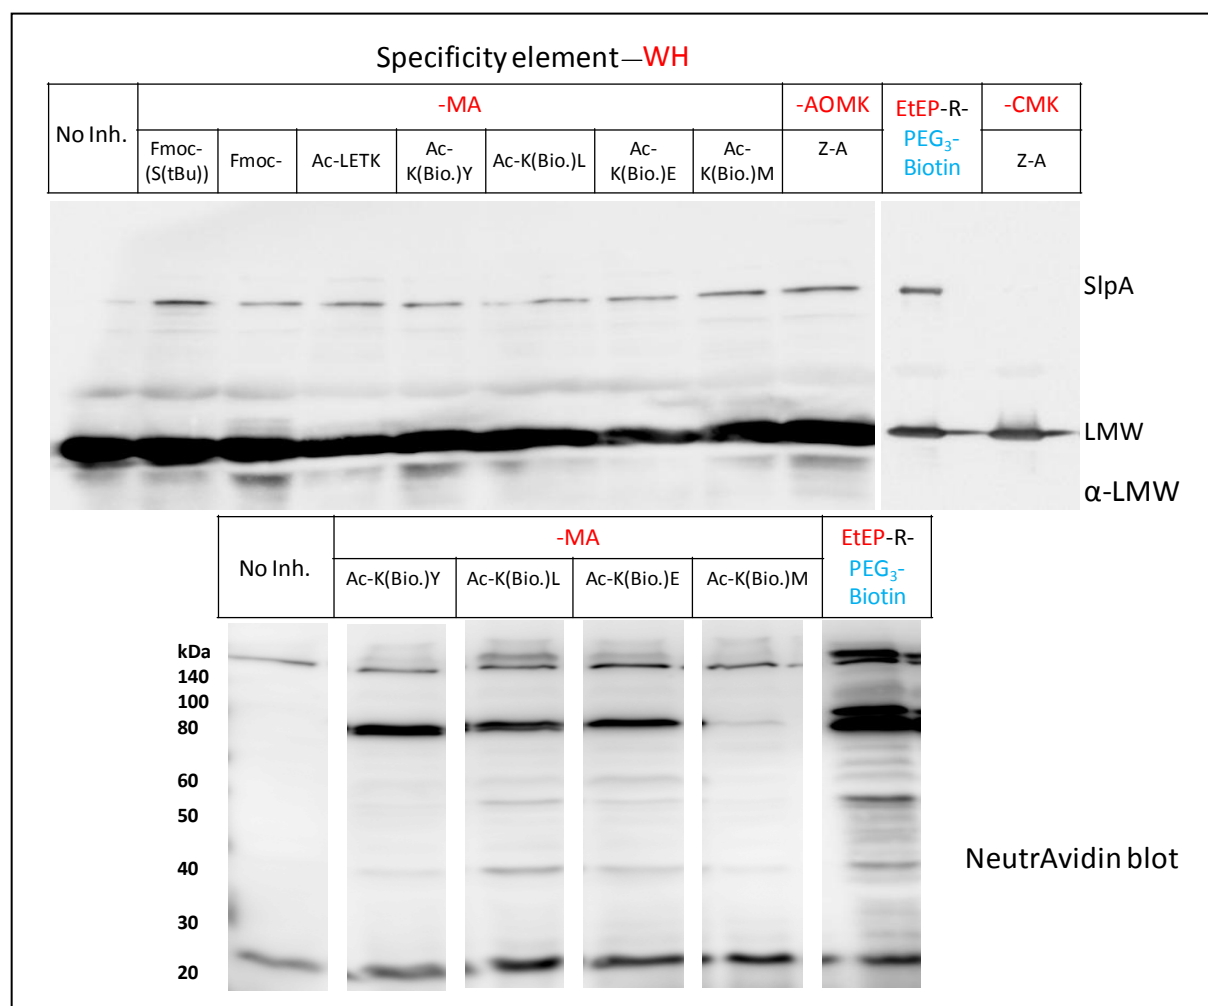 Specificity element—WH
No Inh.
-MA
-AOMK
EtEP-R-
PEG₃-
Biotin
-CMK
Fmoc-
(S(tBu))
Fmoc-
Ac-LETK
Ac-
K(Bio.)Y
Ac-K(Bio.)L
Ac-
K(Bio.)E
Ac-
K(Bio.)M
Z-A
Z-A
SlpA
LMW
α-LMW
No Inh.
-MA
EtEP-R-
PEG₃-
Biotin
Ac-K(Bio.)Y
Ac-K(Bio.)L
Ac-K(Bio.)E
Ac-K(Bio.)M
kDa
140
100
80
60
50
40
30
20
NeutrAvidin blot